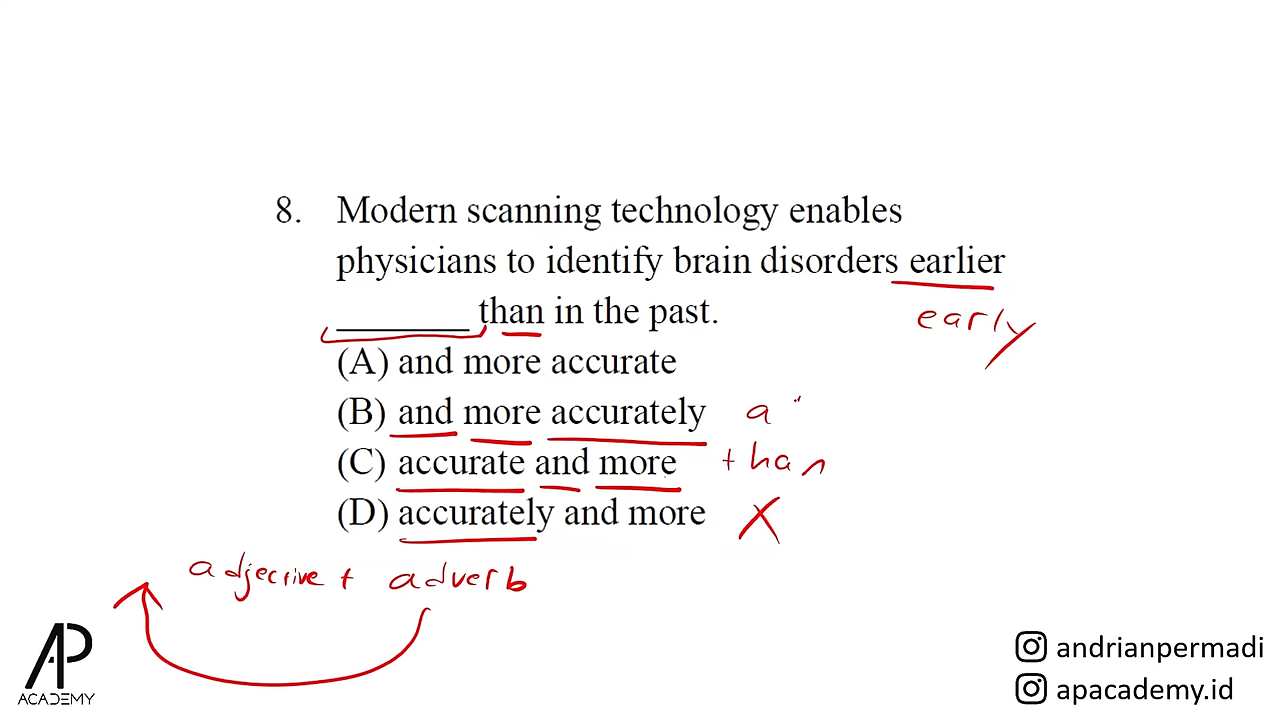 8. Modern scanning technology enables
physicians to identify brain disorders earlier
________ than in the past.
early
(A) and more accurate
(B) and more accurately a
(C) accurate and more than
(D) accurately and more X
adjective + adverb
AP
ACADEMY
andrianpermadi
apacademy.id